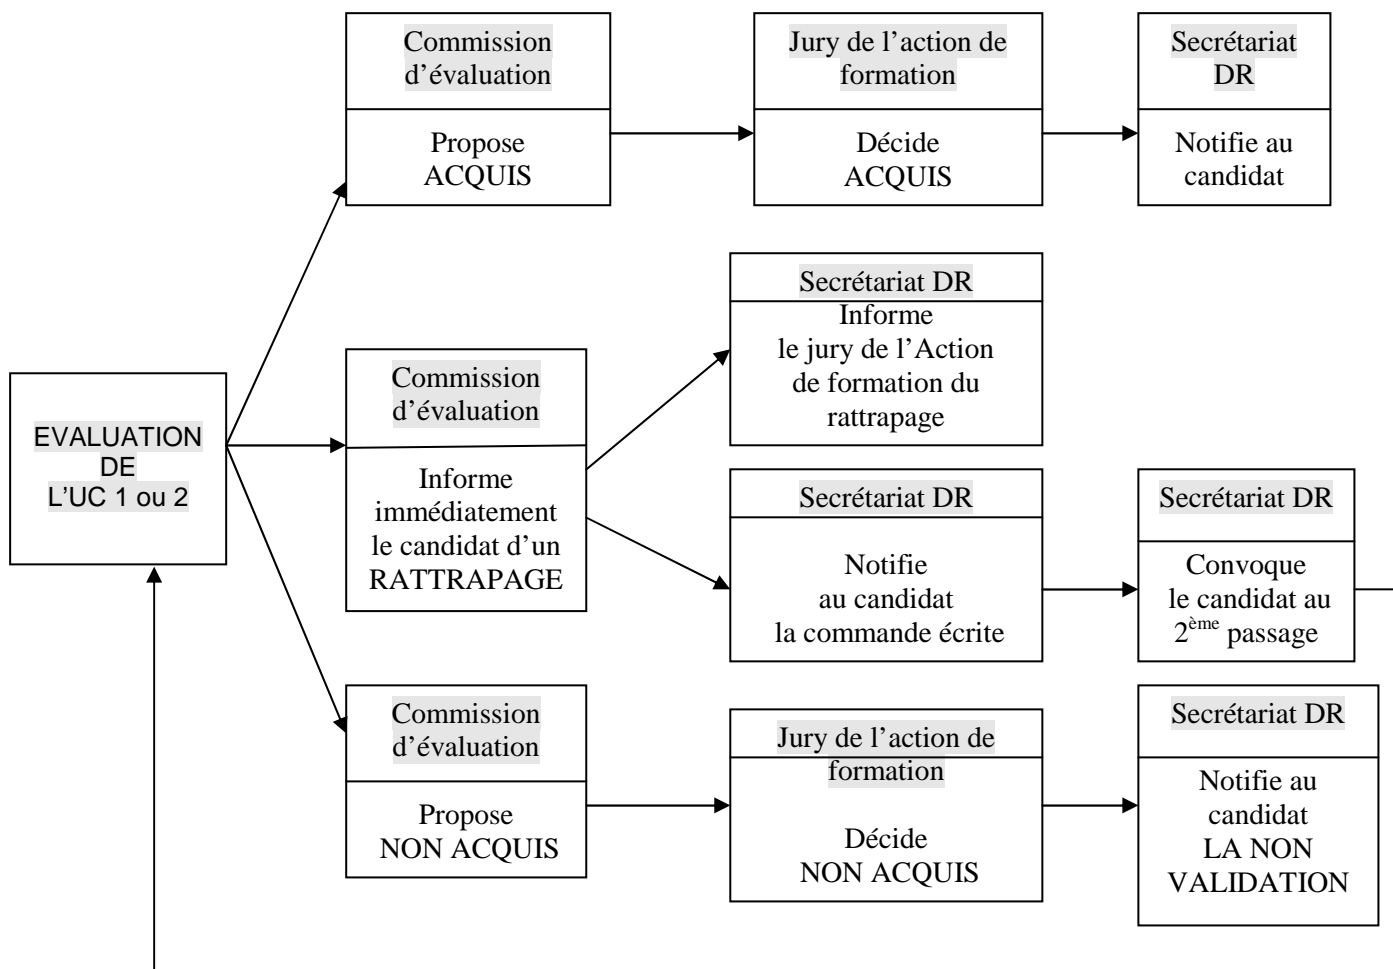 Commission
d’évaluation
Propose
ACQUIS
Jury de l’action de
formation
Décide
ACQUIS
Secrétariat
DR
Notifie au
candidat
EVALUATION
DE
L'UC 1 ou 2
Commission
d’évaluation
Informe
immédiatement
le candidat d’un
RATTRAPAGE
Secrétariat DR
Informe
le jury de l’Action
de formation du
rattrapage
Secrétariat DR
Notifie
au candidat
la commande écrite
Secrétariat DR
Convoque
le candidat au
2ème passage
Commission
d’évaluation
Propose
NON ACQUIS
Jury de l’action de
formation
Décide
NON ACQUIS
Secrétariat DR
Notifie au
candidat
LA NON
VALIDATION